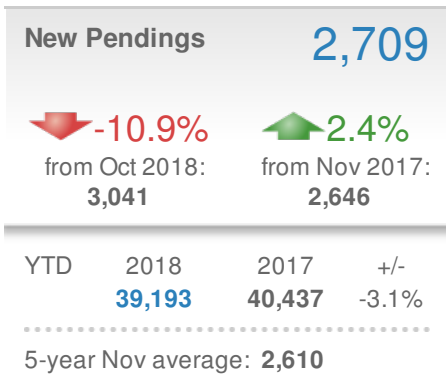 New Pendings 2,709
-10.9% 2.4%
from Oct 2018: from Nov 2017:
3,041 2,646
YTD 2018 2017 +/-
39,193 40,437 -3.1%
5-year Nov average: 2,610